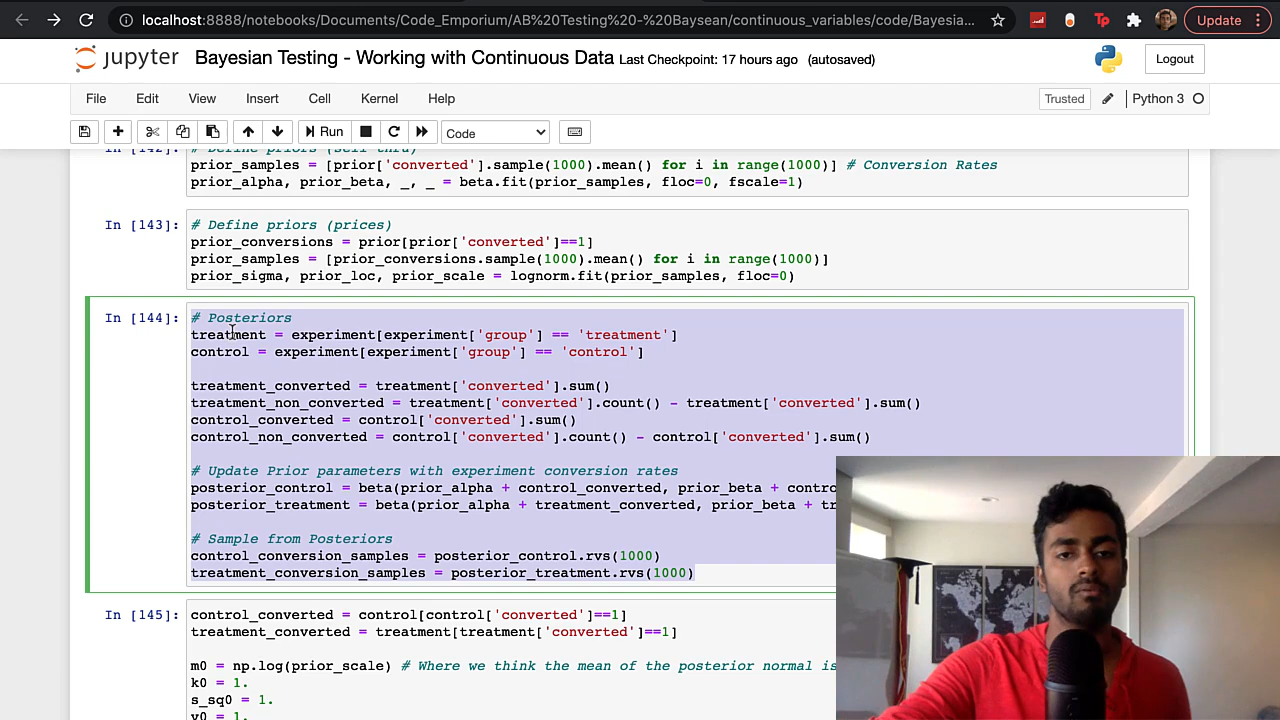 localhost:8888/notebooks/Documents/Code_Emporium/AB%20Testing%20-%20Baysean/continuous_variables/code/Bayesia...
Tp
Update
jupyter Bayesian Testing - Working with Continuous Data Last Checkpoint: 17 hours ago (autosaved)
Logout
File Edit View Insert Cell Kernel Help
Trusted
Python 3
Run
Code
In [142]: # Define priors (sell thru)
prior_samples = [prior['converted'].sample(1000).mean() for i in range(1000)] # Conversion Rates
prior_alpha, prior_beta, _, _ = beta.fit(prior_samples, floc=0, fscale=1)
In [143]: # Define priors (prices)
prior_conversions = prior[prior['converted']==1]
prior_samples = [prior_conversions.sample(1000).mean() for i in range(1000)]
prior_sigma, prior_loc, prior_scale = lognorm.fit(prior_samples, floc=0)
In [144]: # Posteriors
treatment = experiment[experiment['group'] == 'treatment']
control = experiment[experiment['group'] == 'control']
treatment_converted = treatment['converted'].sum()
treatment_non_converted = treatment['converted'].count() - treatment['converted'].sum()
control_converted = control['converted'].sum()
control_non_converted = control['converted'].count() - control['converted'].sum()
# Update Prior parameters with experiment conversion rates
posterior_control = beta(prior_alpha + control_converted, prior_beta + contro
posterior_treatment = beta(prior_alpha + treatment_converted, prior_beta + tr
# Sample from Posteriors
control_conversion_samples = posterior_control.rvs(1000)
treatment_conversion_samples = posterior_treatment.rvs(1000)
In [145]: control_converted = control[control['converted']==1]
treatment_converted = treatment[treatment['converted']==1]
m0 = np.log(prior_scale) # Where we think the mean of the posterior normal is
k0 = 1.
s_sq0 = 1.
v0 = 1.